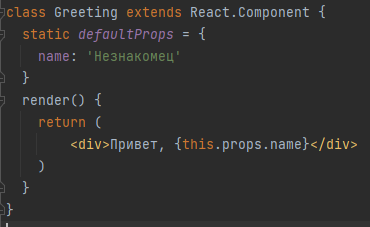 class Greeting extends React.Component {
  static defaultProps = {
    name: 'Незнакомец'
  }
  render() {
    return (
        <div>Привет, {this.props.name}</div>
    )
  }
}